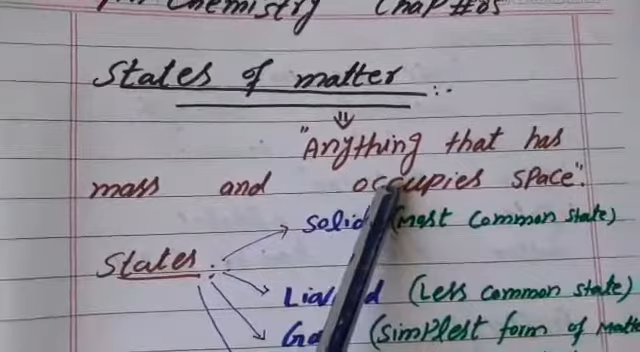 Chemistry Chap #05
States of matter :.
"Anything that has
mass and occupies space".
Solid (most common state)
States :
(Less common state)
(simplest form of Matte